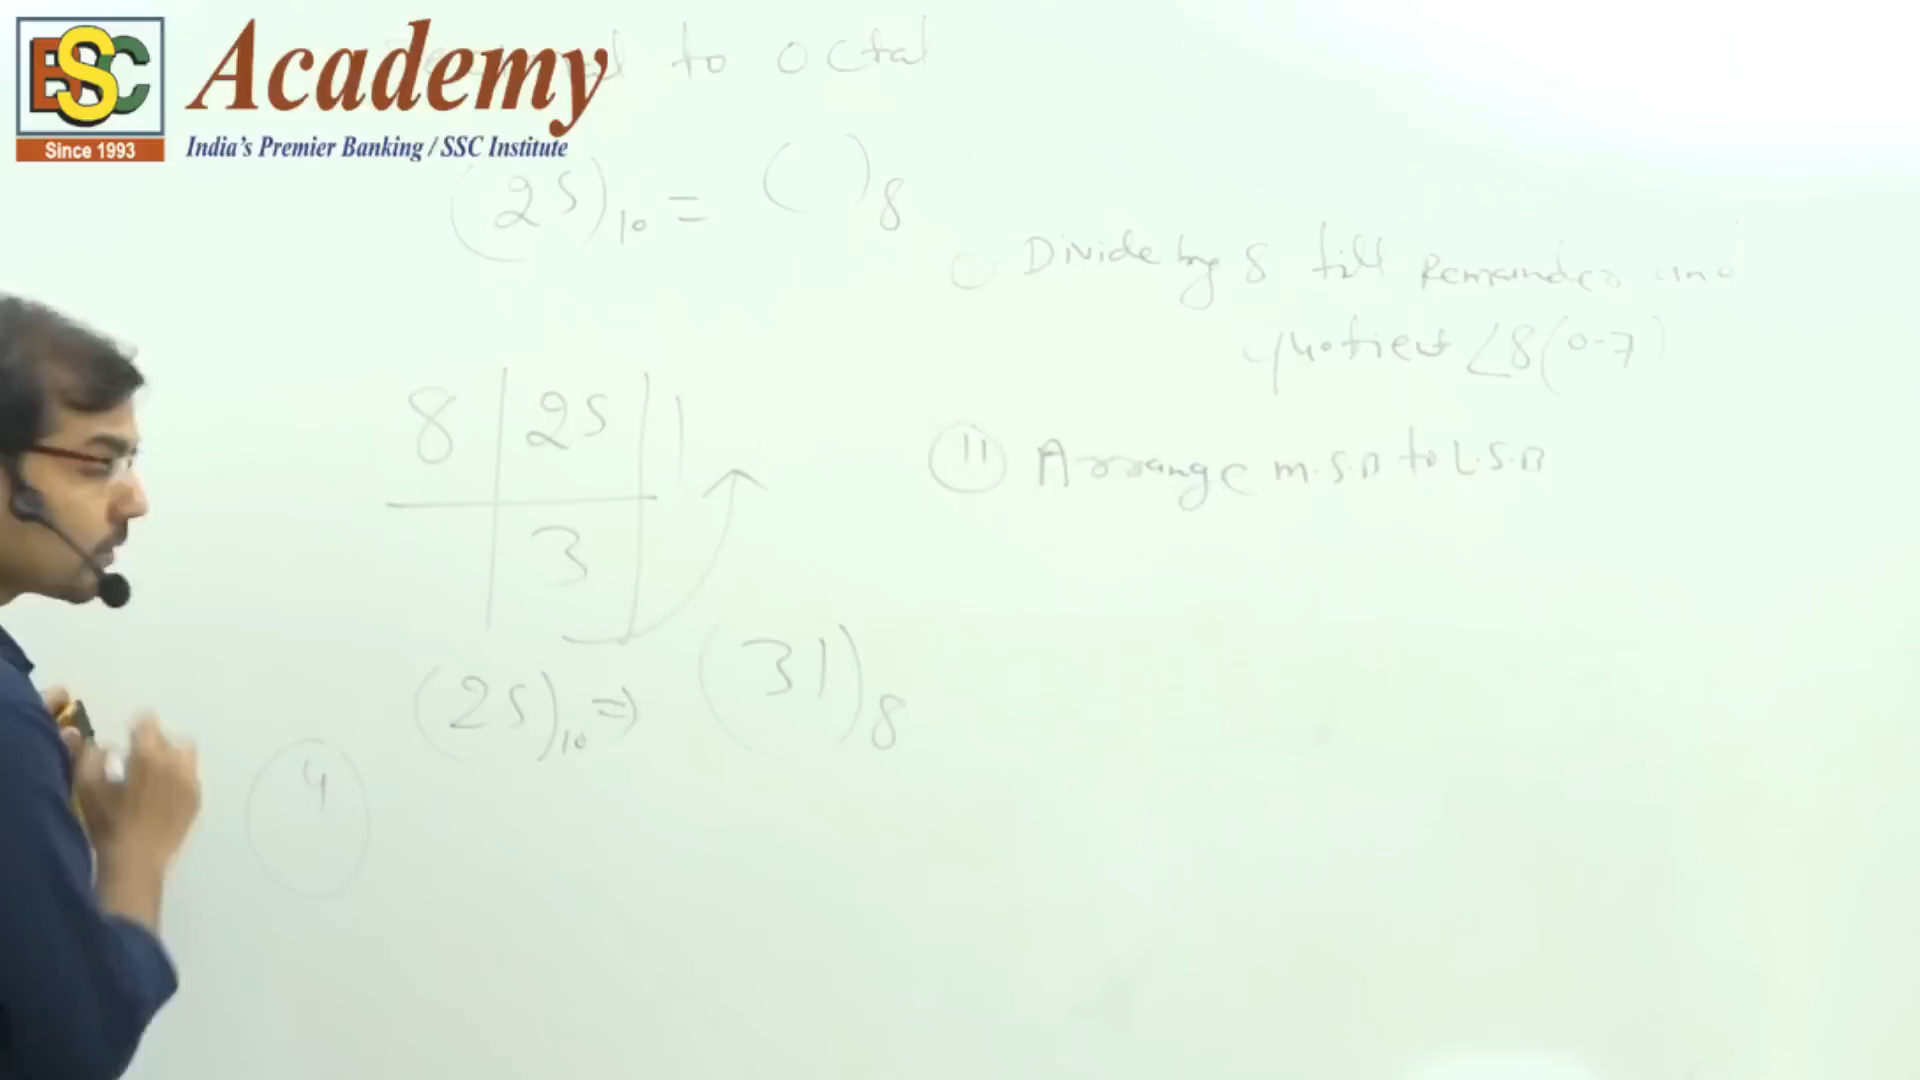 BSC Academy
Since 1993
India's Premier Banking / SSC Institute
to octal
(25)10 = ( )8
Divide by 8 till Remainder and
quotient <8(0-7)
8 | 25 | 1
3
(II) Arrange M.S.D to L.S.D
(25)10 => (31)8
4